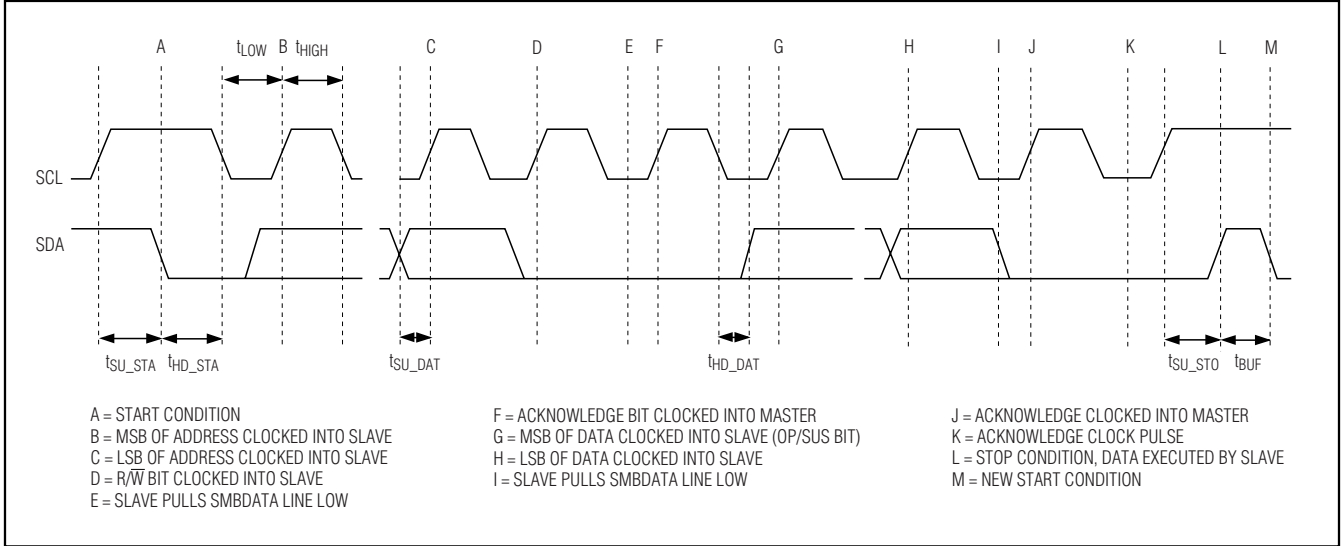 A tLOW B tHIGH C D E F G H I J K L M
SCL
SDA
tSU_STA tHD_STA tSU_DAT tHD_DAT tSU_STO tBUF
A = START CONDITION
B = MSB OF ADDRESS CLOCKED INTO SLAVE
C = LSB OF ADDRESS CLOCKED INTO SLAVE
D = R/W̅ BIT CLOCKED INTO SLAVE
E = SLAVE PULLS SMBDATA LINE LOW
F = ACKNOWLEDGE BIT CLOCKED INTO MASTER
G = MSB OF DATA CLOCKED INTO SLAVE (OP/SUS BIT)
H = LSB OF DATA CLOCKED INTO SLAVE
I = SLAVE PULLS SMBDATA LINE LOW
J = ACKNOWLEDGE CLOCKED INTO MASTER
K = ACKNOWLEDGE CLOCK PULSE
L = STOP CONDITION, DATA EXECUTED BY SLAVE
M = NEW START CONDITION